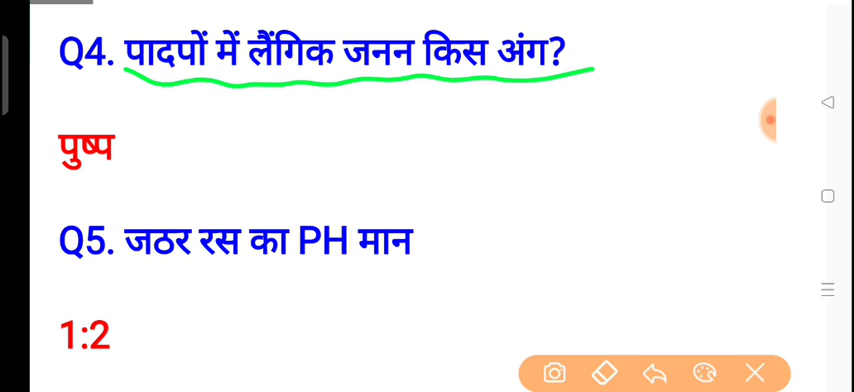 Q4. पादपों में लैंगिक जनन किस अंग?
पुष्प
Q5. जठर रस का PH मान
1:2